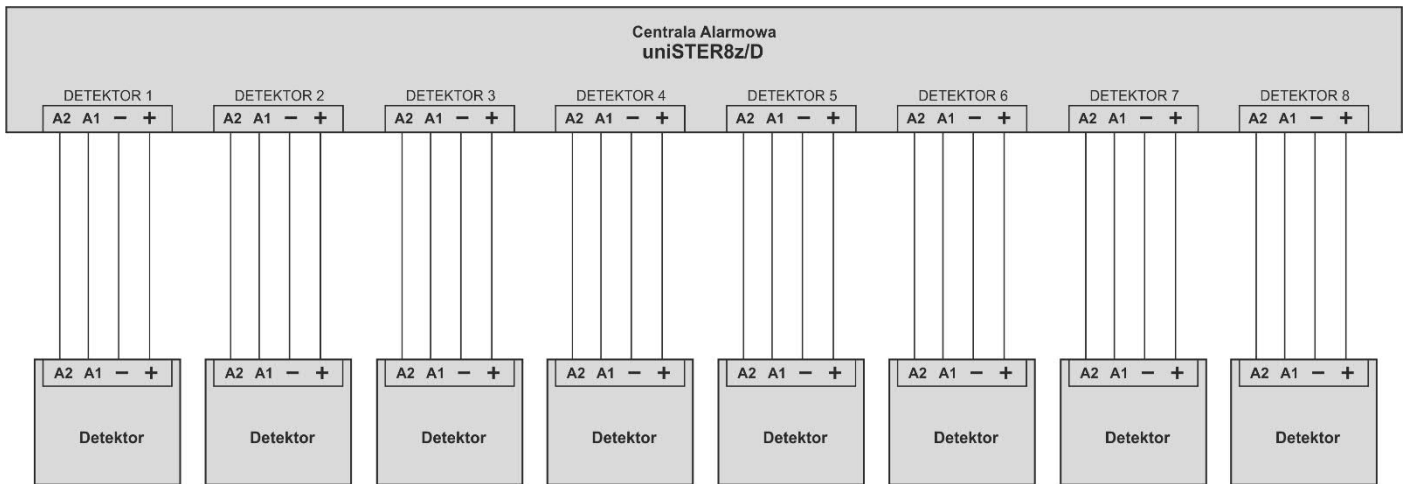 Centrala Alarmowa
uniSTER8z/D
DETEKTOR 1 DETEKTOR 2 DETEKTOR 3 DETEKTOR 4 DETEKTOR 5 DETEKTOR 6 DETEKTOR 7 DETEKTOR 8
A2 A1 − + A2 A1 − + A2 A1 − + A2 A1 − + A2 A1 − + A2 A1 − + A2 A1 − + A2 A1 − +
A2 A1 − + A2 A1 − + A2 A1 − + A2 A1 − + A2 A1 − + A2 A1 − + A2 A1 − + A2 A1 − +
Detektor Detektor Detektor Detektor Detektor Detektor Detektor Detektor